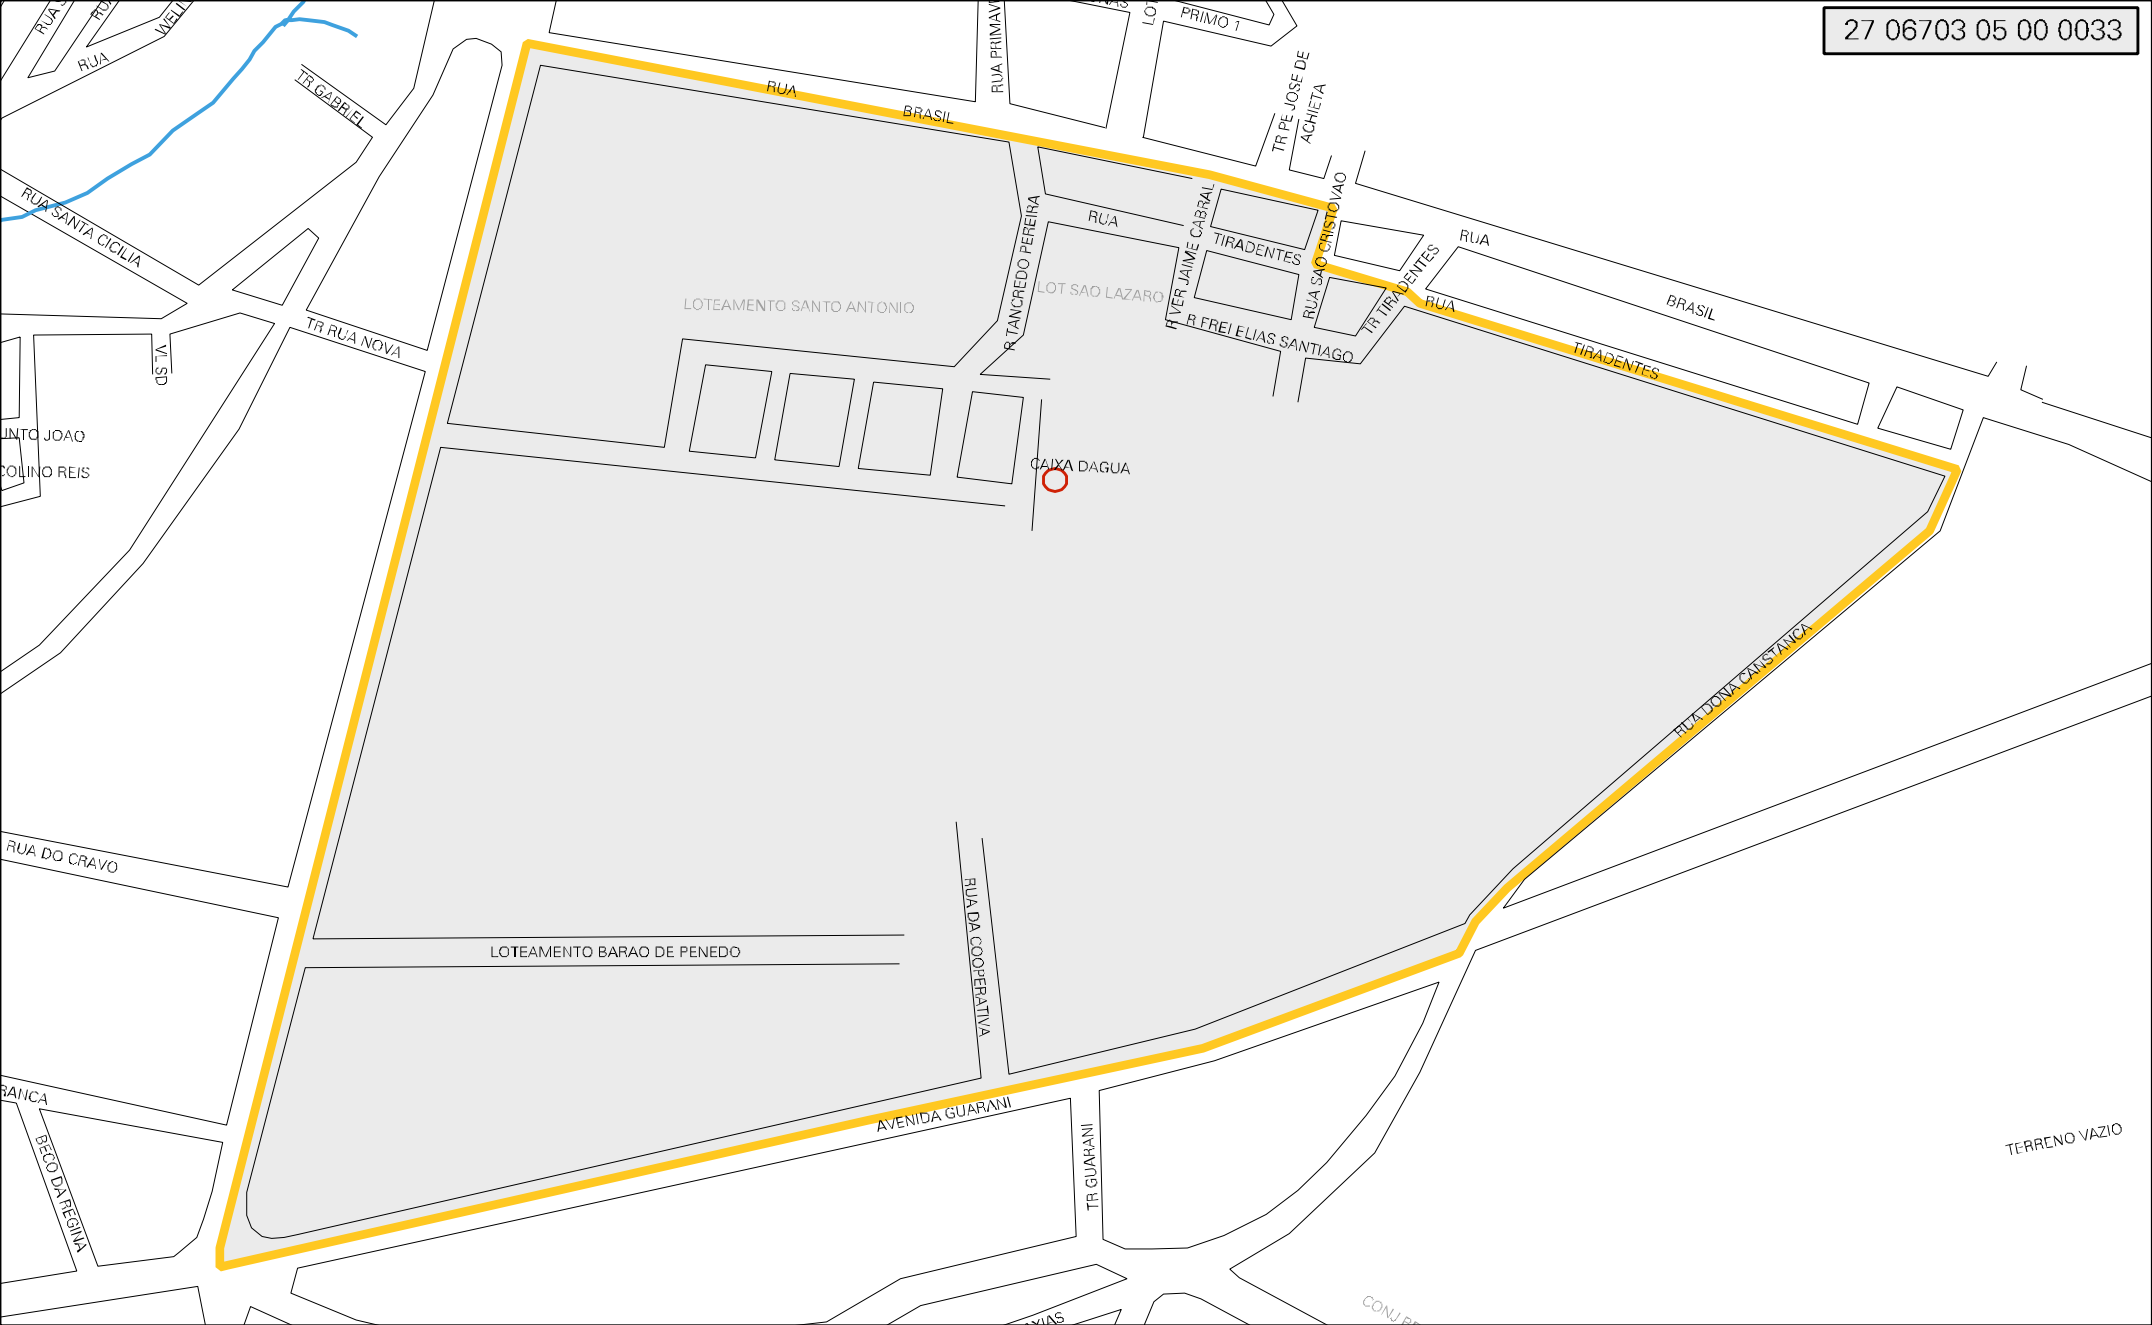 27 06703 05 00 0033
RUA
PRIMO 1
RUA
TR GABRIEL
RUA
BRASIL
TR PE JOSE DE
ACHIETA
RUA SANTA CICILIA
RUA
TIRADENTES
R VER JAIME CABRAL
R TANCREDO PEREIRA
RUA SAO CRISTOVAO
TR TIRADENTES
RUA
BRASIL
LOTEAMENTO SANTO ANTONIO
LOT SAO LAZARO
R FREI ELIAS SANTIAGO
RUA
TIRADENTES
TR RUA NOVA
VL SD
JOAO
REIS
CAIXA DAGUA
RUA DONA CANSTANCA
RUA DO CRAVO
RUA DA COOPERATIVA
LOTEAMENTO BARAO DE PENEDO
AVENIDA GUARANI
TR GUARANI
BECO DA REGINA
TERRENO VAZIO
CONJ